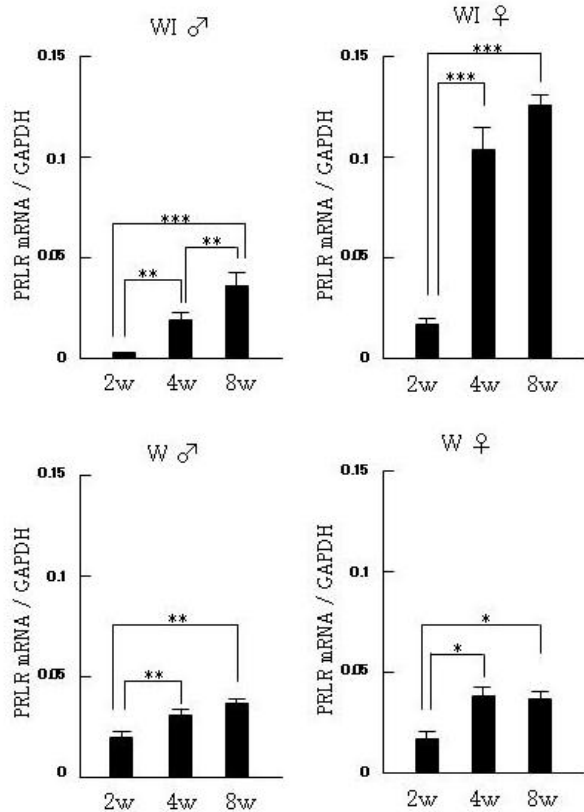 WI ♂
PRLR mRNA / GAPDH
0.15
0.1
0.05
0
***
**
**
2w 4w 8w
WI ♀
PRLR mRNA / GAPDH
0.15
0.1
0.05
0
***
***
2w 4w 8w
W ♂
PRLR mRNA / GAPDH
0.15
0.1
0.05
0
**
**
2w 4w 8w
W ♀
PRLR mRNA / GAPDH
0.15
0.1
0.05
0
*
*
2w 4w 8w